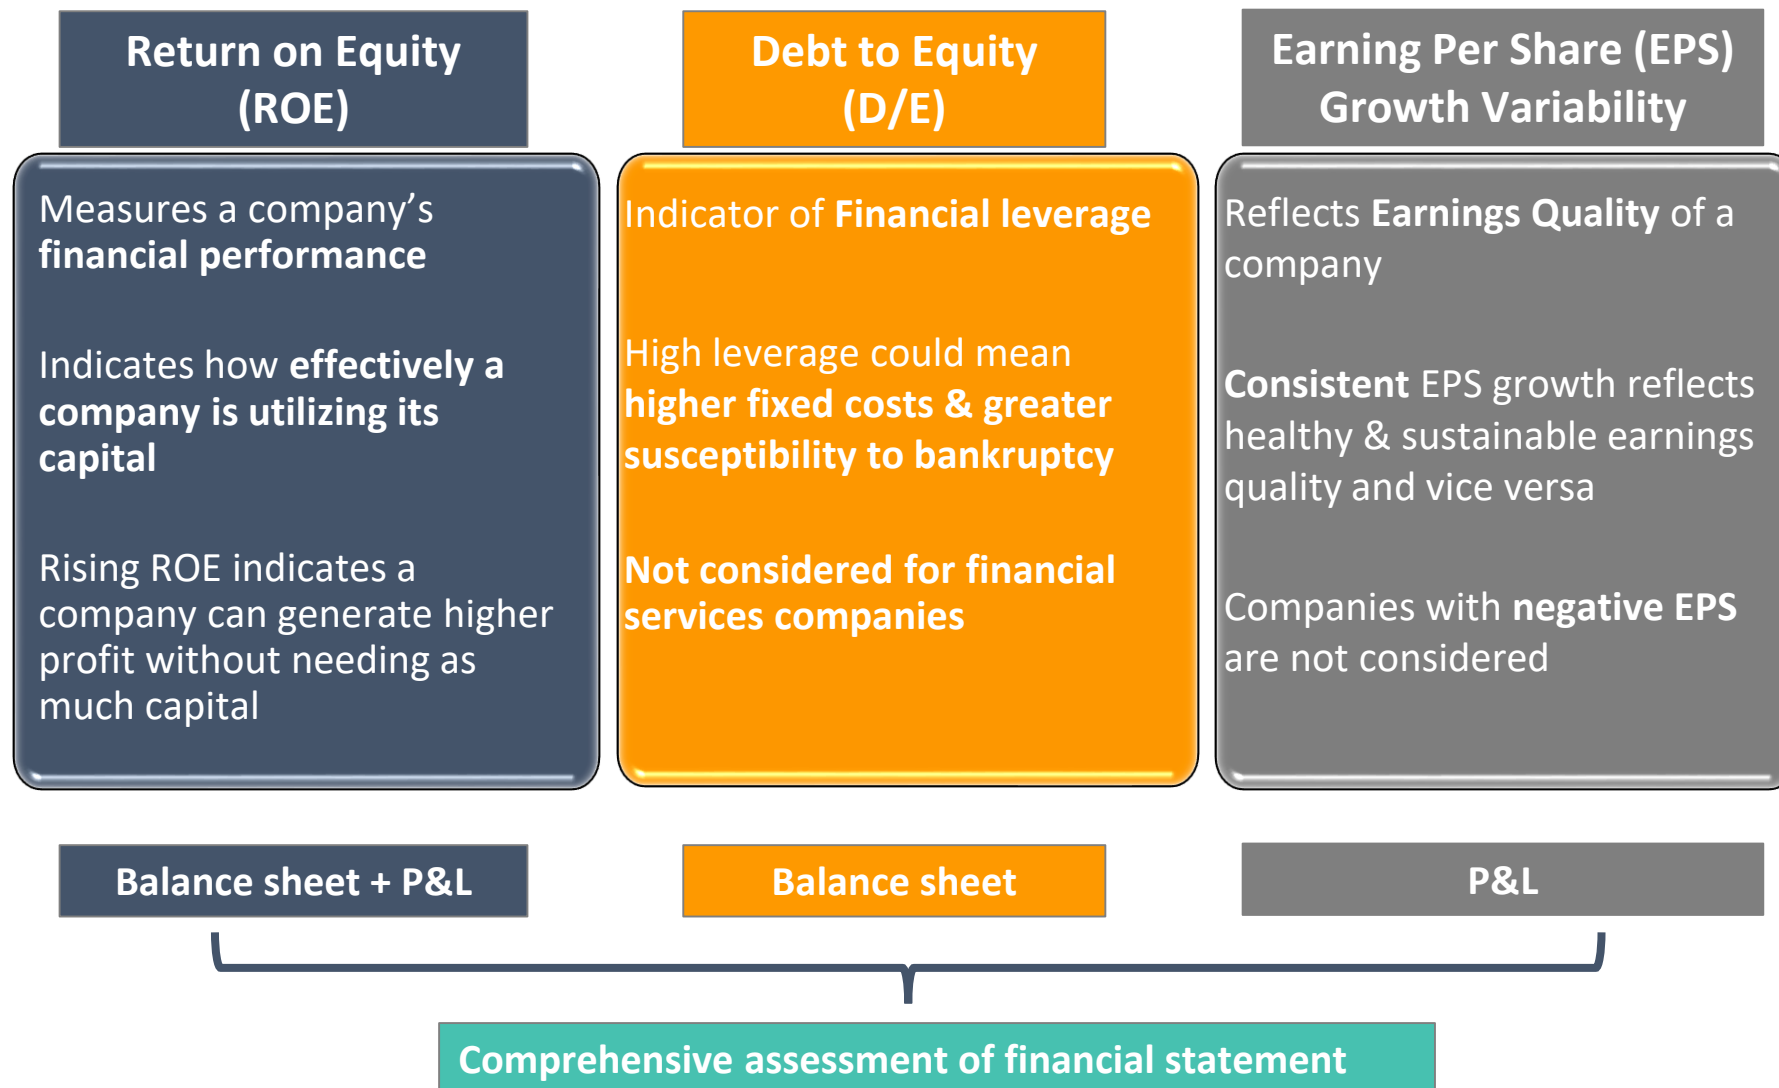 Return on Equity
(ROE)
Measures a company’s
financial performance
Indicates how effectively a
company is utilizing its
capital
Rising ROE indicates a
company can generate higher
profit without needing as
much capital
Balance sheet + P&L
Debt to Equity
(D/E)
Indicator of Financial leverage
High leverage could mean
higher fixed costs & greater
susceptibility to bankruptcy
Not considered for financial
services companies
Balance sheet
Earning Per Share (EPS)
Growth Variability
Reflects Earnings Quality of a
company
Consistent EPS growth reflects
healthy & sustainable earnings
quality and vice versa
Companies with negative EPS
are not considered
P&L
Comprehensive assessment of financial statement